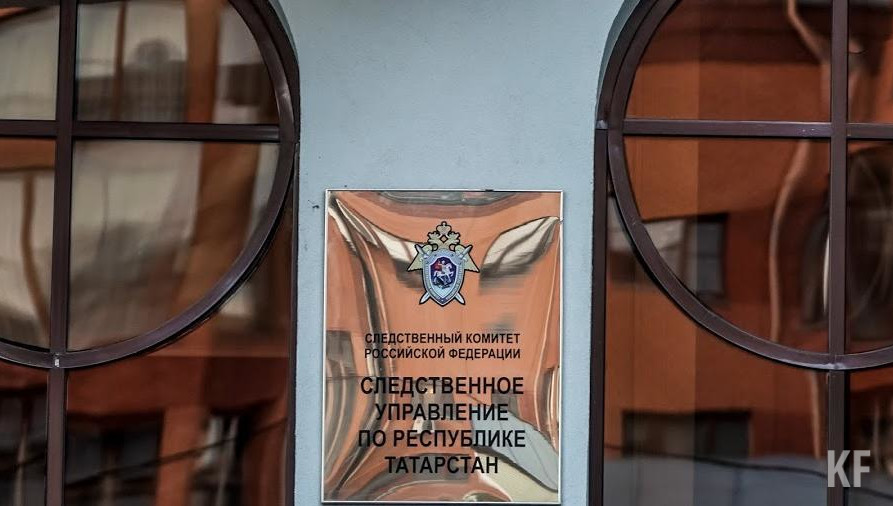 СЛЕДСТВЕННЫЙ КОМИТЕТ
РОССИЙСКОЙ ФЕДЕРАЦИИ
СЛЕДСТВЕННОЕ
УПРАВЛЕНИЕ
ПО РЕСПУБЛИКЕ
ТАТАРСТАН
KF